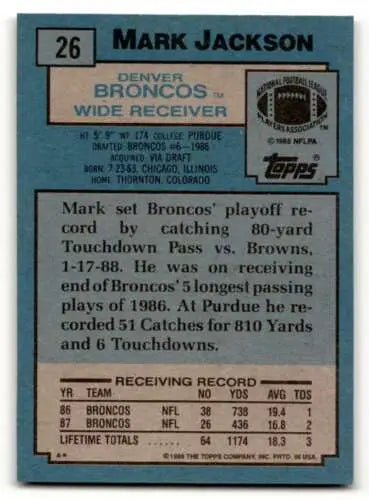 26
MARK JACKSON
DENVER
BRONCOS TM
WIDE RECEIVER
NATIONAL FOOTBALL LEAGUE
PLAYERS ASSOCIATION
TM
© 1988 NFLPA
TOPPS®
HT 5' 9" WT 174 COLLEGE PURDUE
DRAFTED: BRONCOS #6-1986
ACQUIRED: VIA DRAFT
BORN: 7-23-63, CHICAGO, ILLINOIS
HOME: THORNTON, COLORADO
Mark set Broncos' playoff re-
cord by catching 80-yard
Touchdown Pass vs. Browns,
1-17-88. He was on receiving
end of Broncos' 5 longest passing
plays of 1986. At Purdue he re-
corded 51 Catches for 810 Yards
and 6 Touchdowns.
RECEIVING RECORD
YR TEAM NO YDS AVG TDS
86 BRONCOS NFL 38 738 19.4 1
87 BRONCOS NFL 26 436 16.8 2
LIFETIME TOTALS ...... 64 1174 18.3 3
A* © 1988 THE TOPPS COMPANY, INC. PRTD. IN USA